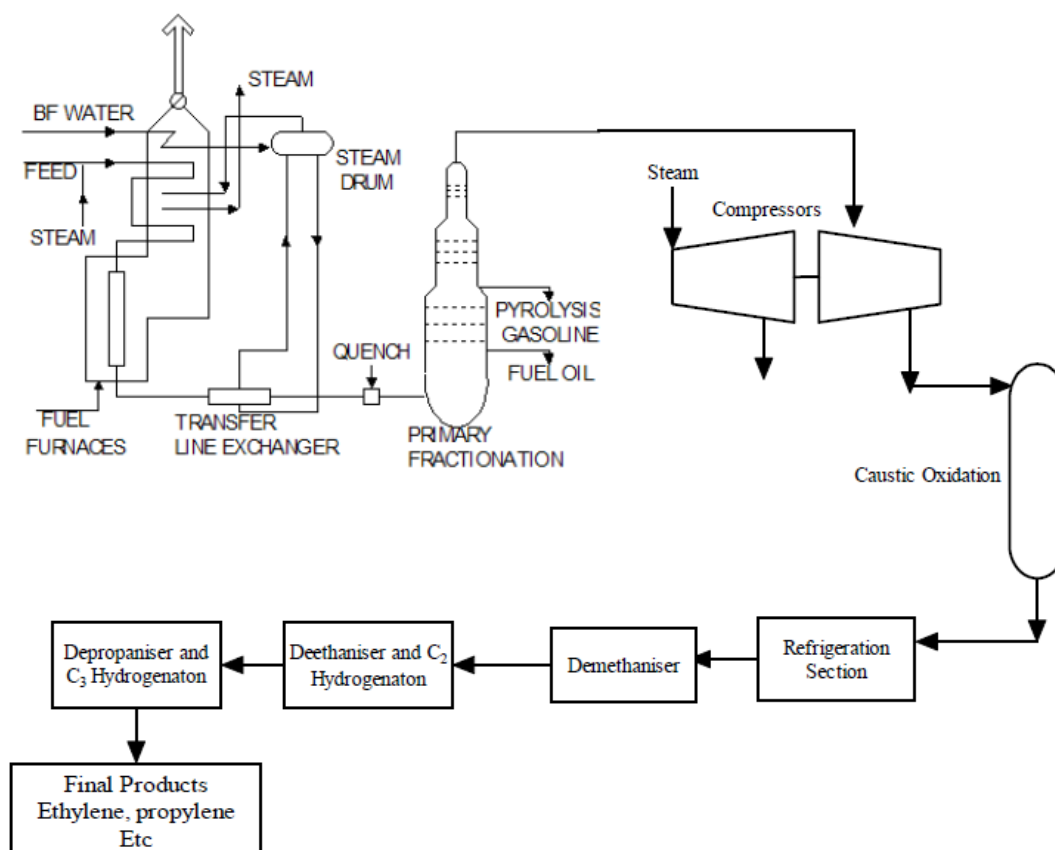 STEAM
BF WATER
FEED
STEAM
DRUM
STEAM
FUEL
FURNACES
TRANSFER
LINE EXCHANGER
QUENCH
PYROLYSIS
GASOLINE
FUEL OIL
PRIMARY
FRACTIONATION
Steam
Compressors
Caustic Oxidation
Depropaniser and
C₃ Hydrogenaton
Deethaniser and C₂
Hydrogenaton
Demethaniser
Refrigeration
Section
Final Products
Ethylene, propylene
Etc